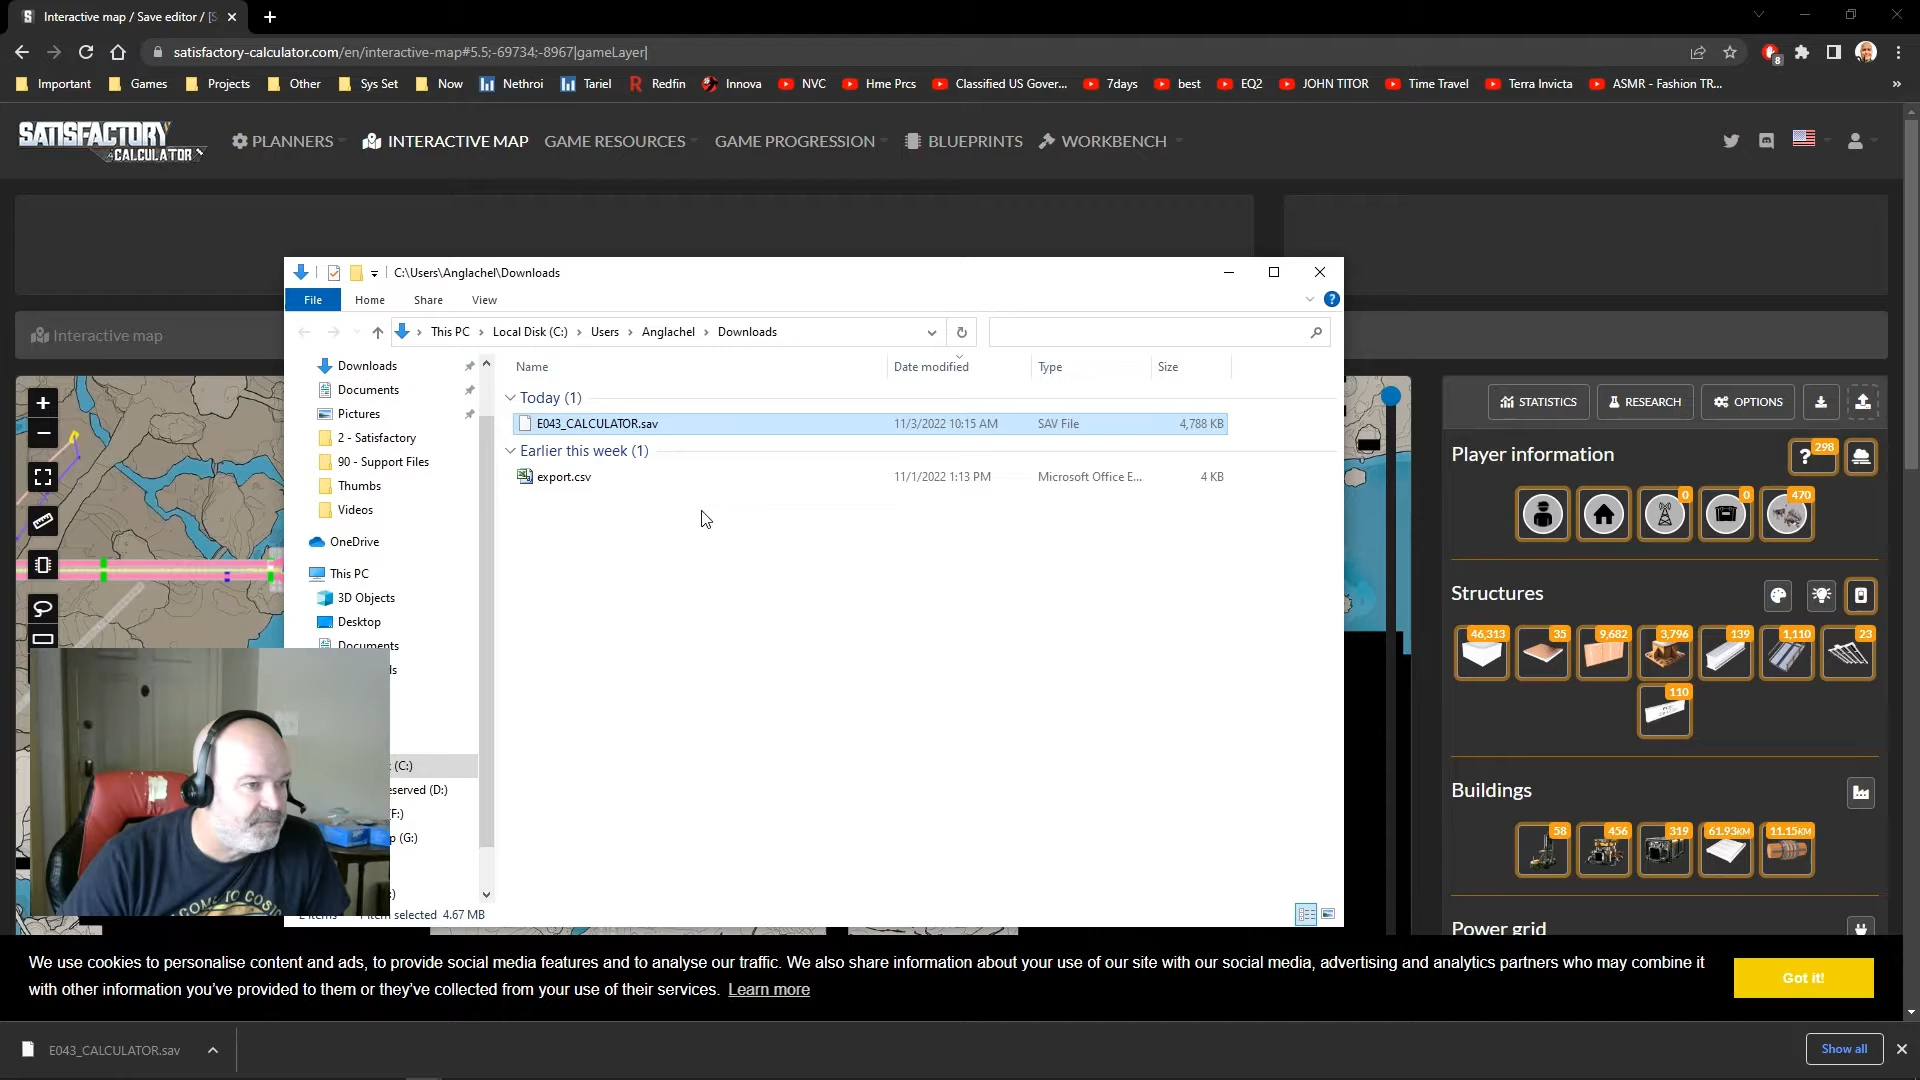 Interactive map / Save editor / [S
satisfactory-calculator.com/en/interactive-map#5.5;-69734;-8967|gameLayer|
8
Important
Games
Projects
Other
Sys Set
Now
Nethroi
Tariel
Redfin
Innova
NVC
Hme Prcs
Classified US Gover...
7days
best
EQ2
JOHN TITOR
Time Travel
Terra Invicta
ASMR - Fashion TR...
»
SATISFACTORY
CALCULATOR
PLANNERS
INTERACTIVE MAP
GAME RESOURCES
GAME PROGRESSION
BLUEPRINTS
WORKBENCH
Interactive map
C:\Users\Anglachel\Downloads
File
Home
Share
View
This PC
Local Disk (C:)
Users
Anglachel
Downloads
Name
Date modified
Type
Size
Today (1)
E043_CALCULATOR.sav
11/3/2022 10:15 AM
SAV File
4,788 KB
Earlier this week (1)
export.csv
11/1/2022 1:13 PM
Microsoft Office E...
4 KB
Downloads
Documents
Pictures
2 - Satisfactory
90 - Support Files
Thumbs
Videos
OneDrive
This PC
3D Objects
Desktop
Documents
(C:)
eserved (D:)
(F:)
p (G:)
selected 4.67 MB
STATISTICS
RESEARCH
OPTIONS
Player information
298
0
0
470
Structures
46,313
35
9,682
3,796
139
1,110
23
110
Buildings
58
456
319
61.93KM
11.15KM
Power grid
We use cookies to personalise content and ads, to provide social media features and to analyse our traffic. We also share information about your use of our site with our social media, advertising and analytics partners who may combine it
with other information you've provided to them or they've collected from your use of their services. Learn more
Got it!
E043_CALCULATOR.sav
Show all